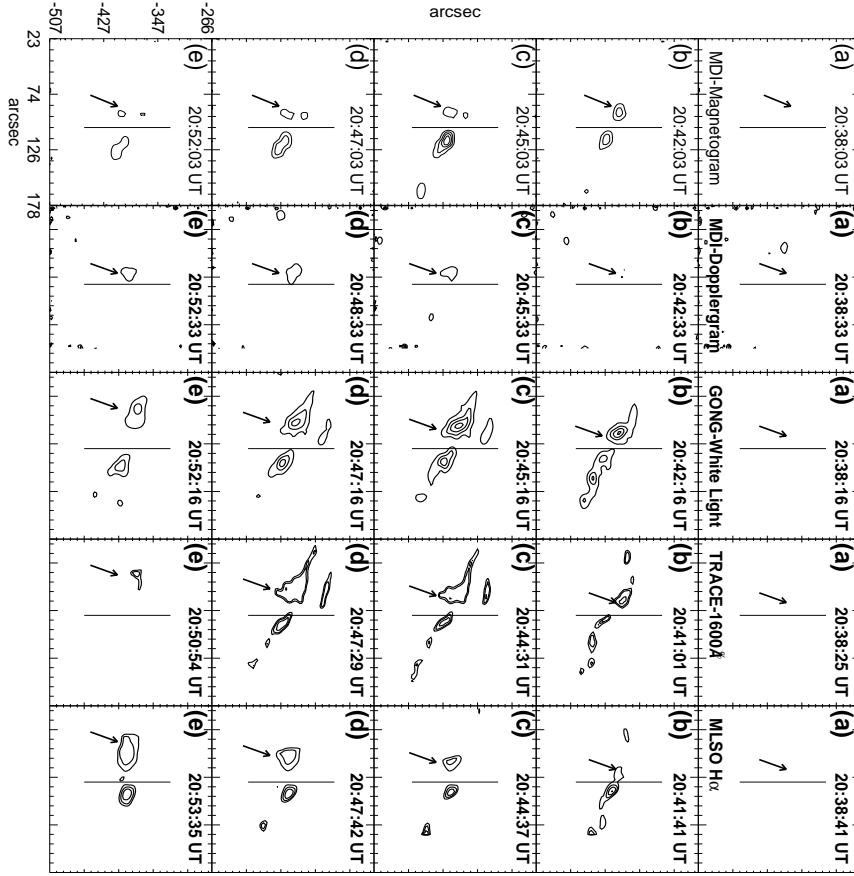 (a) 20:38:03 UT (a) 20:38:33 UT (a) 20:38:16 UT (a) 20:38:25 UT (a) 20:38:41 UT
MDI-Magnetogram MDI-Dopplergram GONG-White Light TRACE-1600Å MLSO Hα
(b) 20:42:03 UT (b) 20:42:33 UT (b) 20:42:16 UT (b) 20:41:01 UT (b) 20:41:41 UT
(c) 20:45:03 UT (c) 20:45:33 UT (c) 20:45:16 UT (c) 20:44:31 UT (c) 20:44:37 UT
arcsec
(d) 20:47:03 UT (d) 20:48:33 UT (d) 20:47:16 UT (d) 20:47:29 UT (d) 20:47:42 UT
-266
(e) 20:52:03 UT (e) 20:52:33 UT (e) 20:52:16 UT (e) 20:50:54 UT (e) 20:53:35 UT
-347
-427
-507
23 74 126 178
arcsec